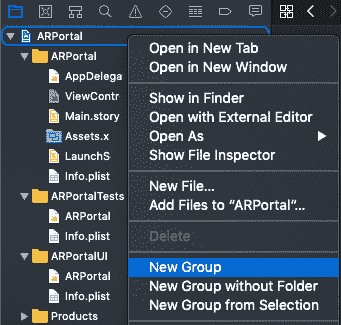 ARPortal
ARPortal
AppDelega
ViewContr
Main.story
Assets.x
LaunchS
Info.plist
ARPortalTests
ARPortal
Info.plist
ARPortalUI
ARPortal
Info.plist
Products
Open in New Tab
Open in New Window
Show in Finder
Open with External Editor
Open As
Show File Inspector
New File...
Add Files to “ARPortal”...
Delete
New Group
New Group without Folder
New Group from Selection